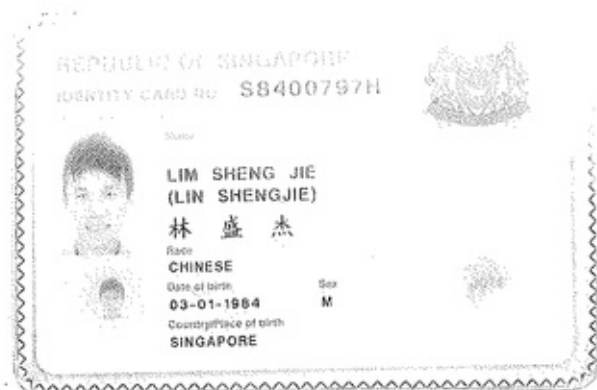 REPUBLIC OF SINGAPORE
IDENTITY CARD NO S8400797H
Name
LIM SHENG JIE
(LIN SHENGJIE)
林 盛 杰
Race
CHINESE
Date of birth Sex
03-01-1984 M
Country/Place of birth
SINGAPORE